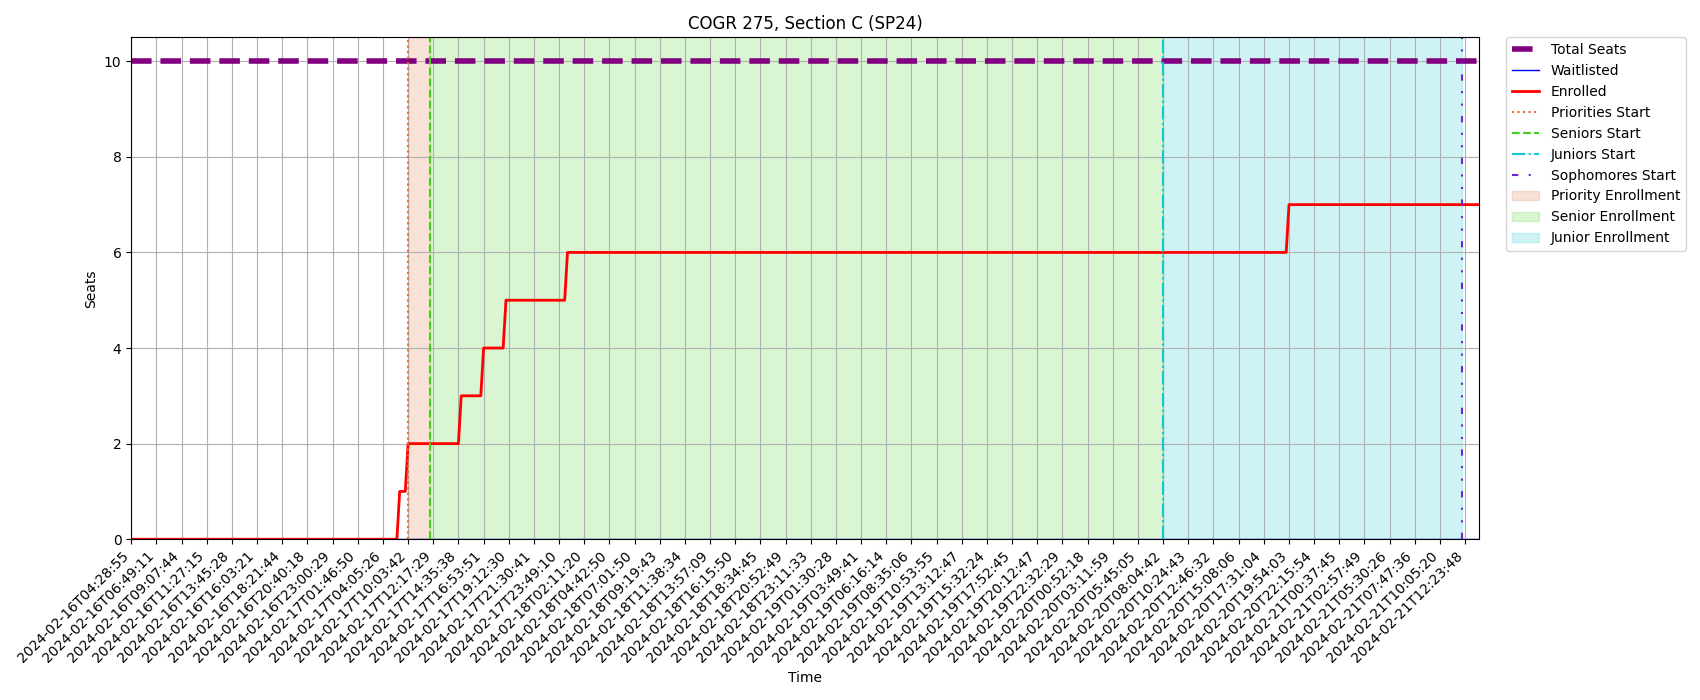 COGR 275, Section C (SP24)
Total Seats
Waitlisted
Enrolled
Priorities Start
Seniors Start
Juniors Start
Sophomores Start
Priority Enrollment
Senior Enrollment
Junior Enrollment
Seats
10
8
6
4
2
0
2024-02-16T04:28:55
2024-02-16T06:49:11
2024-02-16T09:07:44
2024-02-16T11:27:15
2024-02-16T13:45:28
2024-02-16T16:03:21
2024-02-16T18:21:44
2024-02-16T20:40:18
2024-02-16T23:00:29
2024-02-17T01:46:50
2024-02-17T04:05:26
2024-02-17T10:03:42
2024-02-17T12:17:29
2024-02-17T14:35:38
2024-02-17T16:53:51
2024-02-17T19:12:30
2024-02-17T21:30:41
2024-02-17T23:49:10
2024-02-18T02:11:20
2024-02-18T04:42:50
2024-02-18T07:01:50
2024-02-18T09:19:43
2024-02-18T11:38:34
2024-02-18T13:57:09
2024-02-18T16:15:50
2024-02-18T18:34:45
2024-02-18T20:52:49
2024-02-18T23:11:33
2024-02-19T01:30:28
2024-02-19T03:49:41
2024-02-19T06:16:14
2024-02-19T08:35:06
2024-02-19T10:53:55
2024-02-19T13:12:47
2024-02-19T15:32:24
2024-02-19T17:52:45
2024-02-19T20:12:47
2024-02-19T22:32:29
2024-02-20T00:52:18
2024-02-20T03:11:59
2024-02-20T05:45:05
2024-02-20T08:04:42
2024-02-20T10:24:43
2024-02-20T12:46:32
2024-02-20T15:08:06
2024-02-20T17:31:04
2024-02-20T19:54:03
2024-02-20T22:15:54
2024-02-21T00:37:45
2024-02-21T02:57:49
2024-02-21T05:30:26
2024-02-21T07:47:36
2024-02-21T10:05:20
2024-02-21T12:23:48
Time